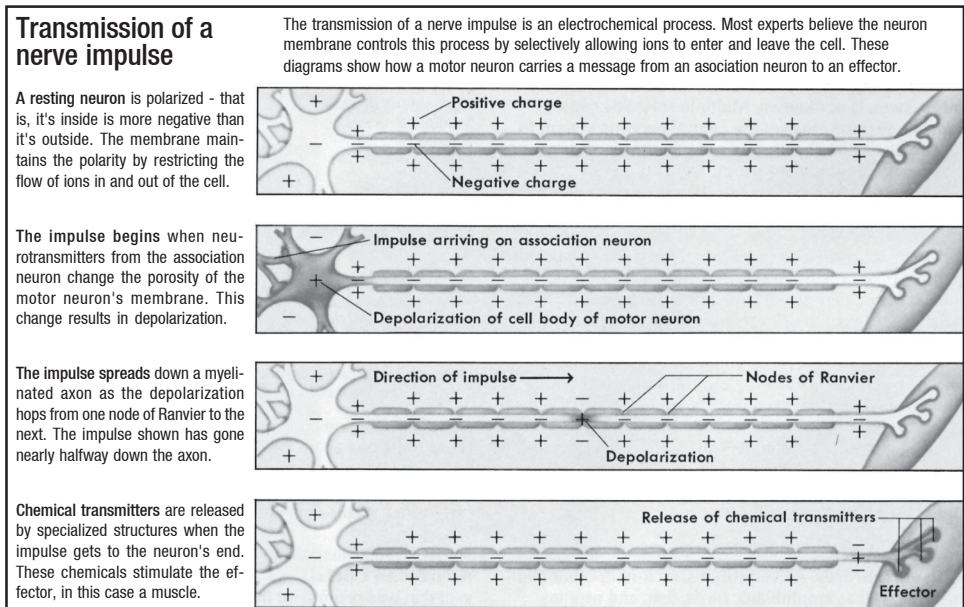 Transmission of a
nerve impulse
The transmission of a nerve impulse is an electrochemical process. Most experts believe the neuron
membrane controls this process by selectively allowing ions to enter and leave the cell. These
diagrams show how a motor neuron carries a message from an asociation neuron to an effector.
A resting neuron is polarized - that
is, it's inside is more negative than
it's outside. The membrane main-
tains the polarity by restricting the
flow of ions in and out of the cell.
Positive charge
Negative charge
The impulse begins when neu-
rotransmitters from the association
neuron change the porosity of the
motor neuron's membrane. This
change results in depolarization.
Impulse arriving on association neuron
Depolarization of cell body of motor neuron
The impulse spreads down a myeli-
nated axon as the depolarization
hops from one node of Ranvier to the
next. The impulse shown has gone
nearly halfway down the axon.
Direction of impulse
Nodes of Ranvier
Depolarization
Chemical transmitters are released
by specialized structures when the
impulse gets to the neuron's end.
These chemicals stimulate the ef-
fector, in this case a muscle.
Release of chemical transmitters
Effector